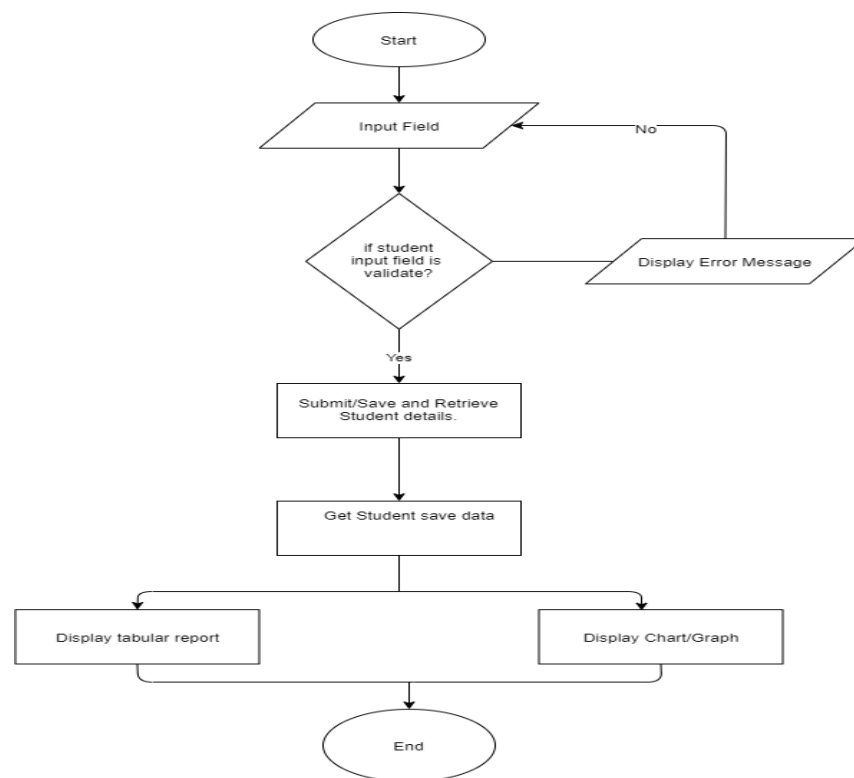 Start
Input Field
No
if student
input field is
validate?
Display Error Message
Yes
Submit/Save and Retrieve
Student details.
Get Student save data
Display tabular report
Display Chart/Graph
End